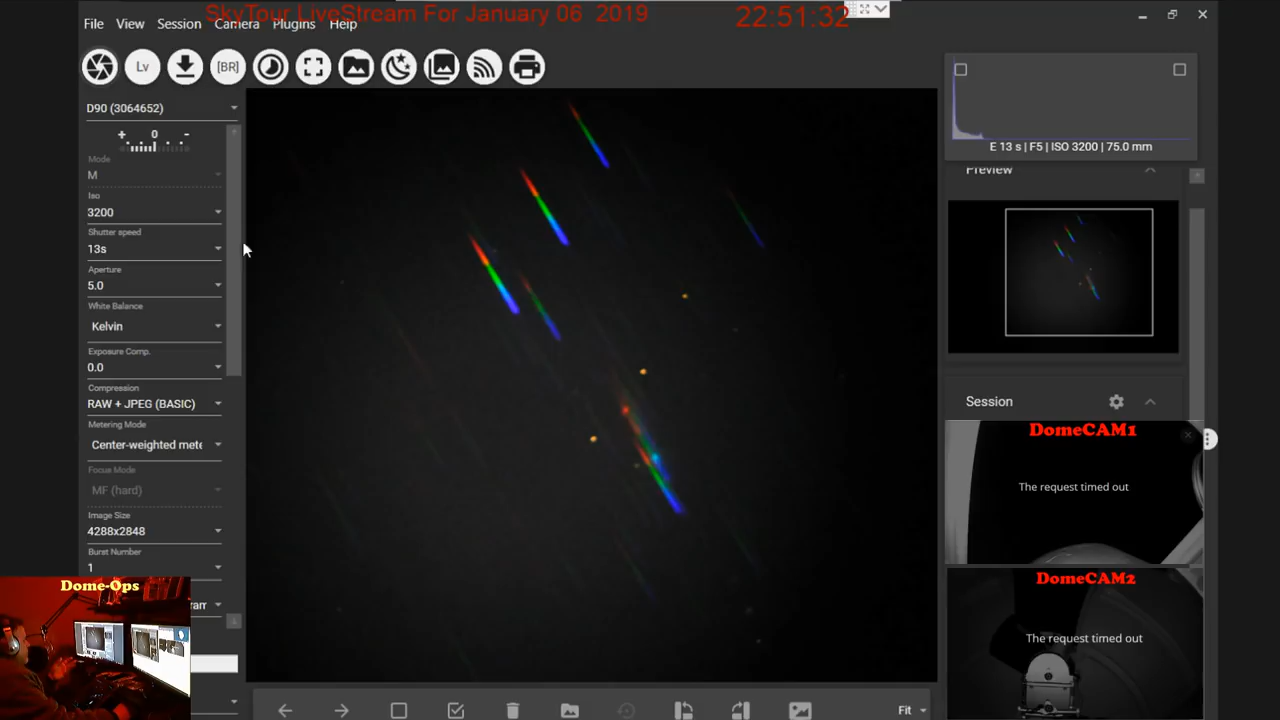 SkyTour LiveStream For January 06 2019
22:51:32
File View Session Camera Plugins Help
Lv
[BR]
D90 (3064652)
+ 0 -
Mode
M
Iso
3200
Shutter speed
13s
Aperture
5.0
White Balance
Kelvin
Exposure Comp.
0.0
Compression
RAW + JPEG (BASIC)
Metering Mode
Center-weighted mete
Focus Mode
MF (hard)
Image Size
4288x2848
Burst Number
1
Dome-Ops
E 13 s | F5 | ISO 3200 | 75.0 mm
Preview
Session
DomeCAM1
The request timed out
DomeCAM2
The request timed out
Fit